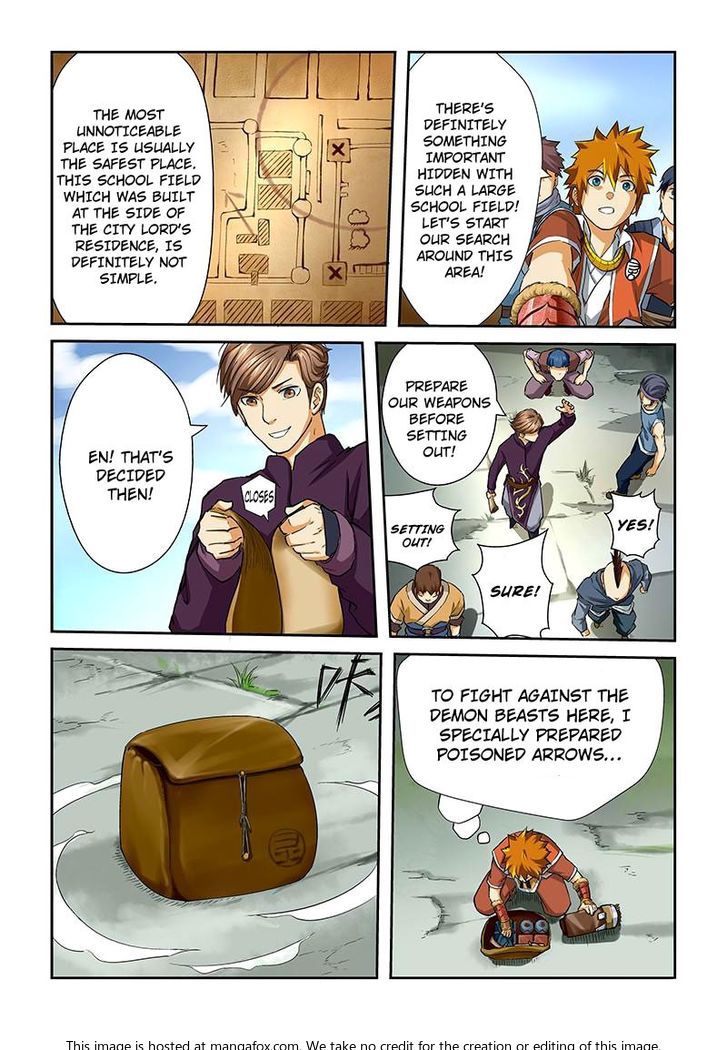 THE MOST
UNNOTICEABLE
PLACE IS USUALLY
THE SAFEST PLACE.
THIS SCHOOL FIELD
WHICH WAS BUILT
AT THE SIDE OF
THE CITY LORD'S
RESIDENCE, IS
DEFINITELY NOT
SIMPLE.
THERE'S
DEFINITELY
SOMETHING
IMPORTANT
HIDDEN WITH
SUCH A LARGE
SCHOOL FIELD!
LET'S START
OUR SEARCH
AROUND THIS
AREA!
EN! THAT'S
DECIDED
THEN!
CLOSES
PREPARE
OUR WEAPONS
BEFORE
SETTING
OUT!
SETTING
OUT!
SURE!
YES!
TO FIGHT AGAINST THE
DEMON BEASTS HERE, I
SPECIALLY PREPARED
POISONED ARROWS...
This image is hosted at mangafox.com. We take no credit for the creation or editing of this image.